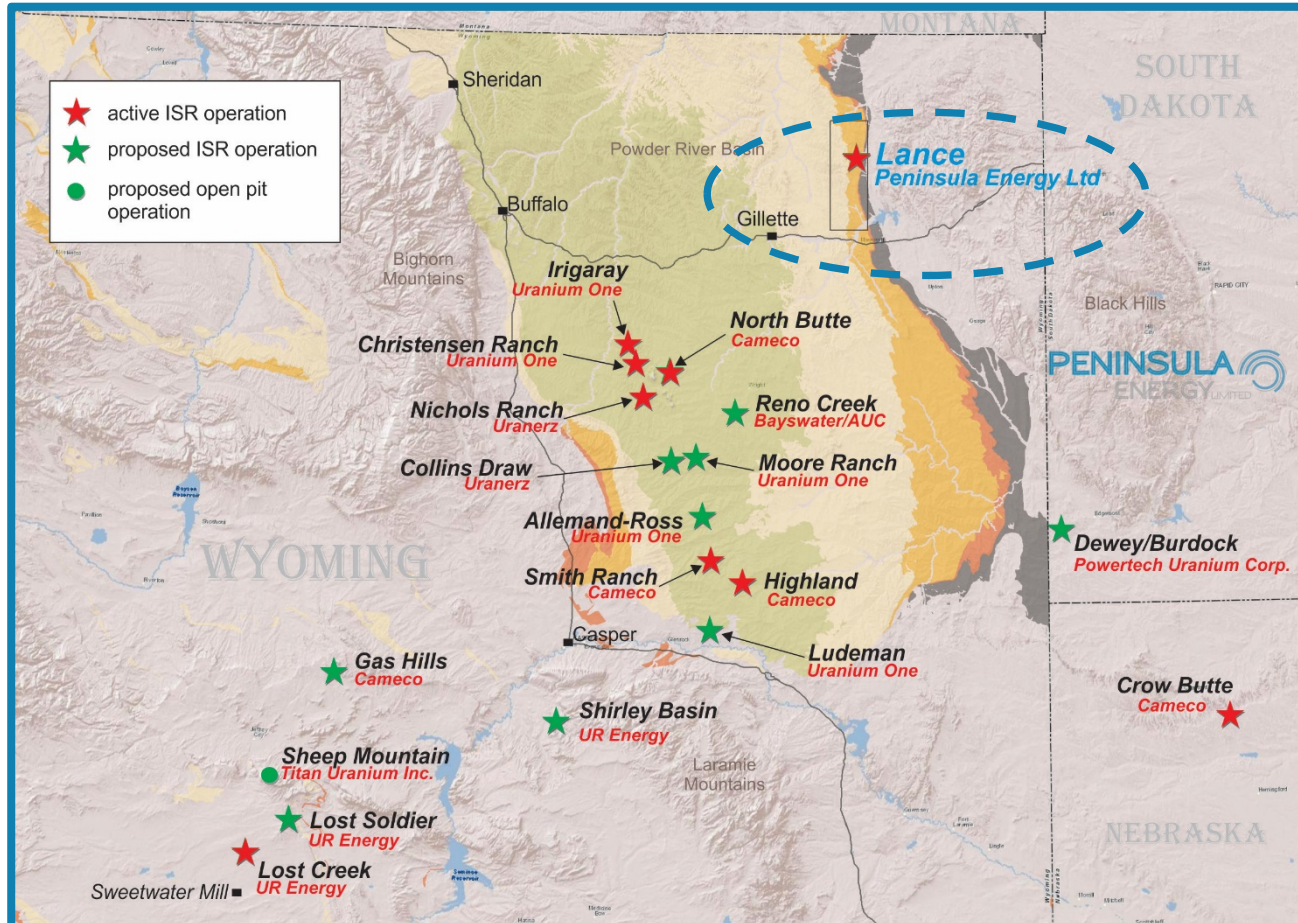 MONTANA
Montana
Wyoming
SOUTH
DAKOTA
Sheridan
active ISR operation
proposed ISR operation
proposed open pit
operation
Powder River Basin
Lance
Peninsula Energy Ltd
Buffalo
Gillette
Bighorn
Mountains
Irigaray
Uranium One
North Butte
Cameco
Christensen Ranch
Uranium One
Black Hills
RAPID CITY
PENINSULA
ENERGY LIMITED
Nichols Ranch
Uranerz
Reno Creek
Bayswater/AUC
Collins Draw
Uranerz
Moore Ranch
Uranium One
Allemand-Ross
Uranium One
WYOMING
Dewey/Burdock
Powertech Uranium Corp.
Smith Ranch
Cameco
Highland
Cameco
Casper
Ludeman
Uranium One
Gas Hills
Cameco
Crow Butte
Cameco
Shirley Basin
UR Energy
Sheep Mountain
Titan Uranium Inc.
Laramie
Mountains
Lost Soldier
UR Energy
NEBRASKA
Lost Creek
UR Energy
Sweetwater Mill